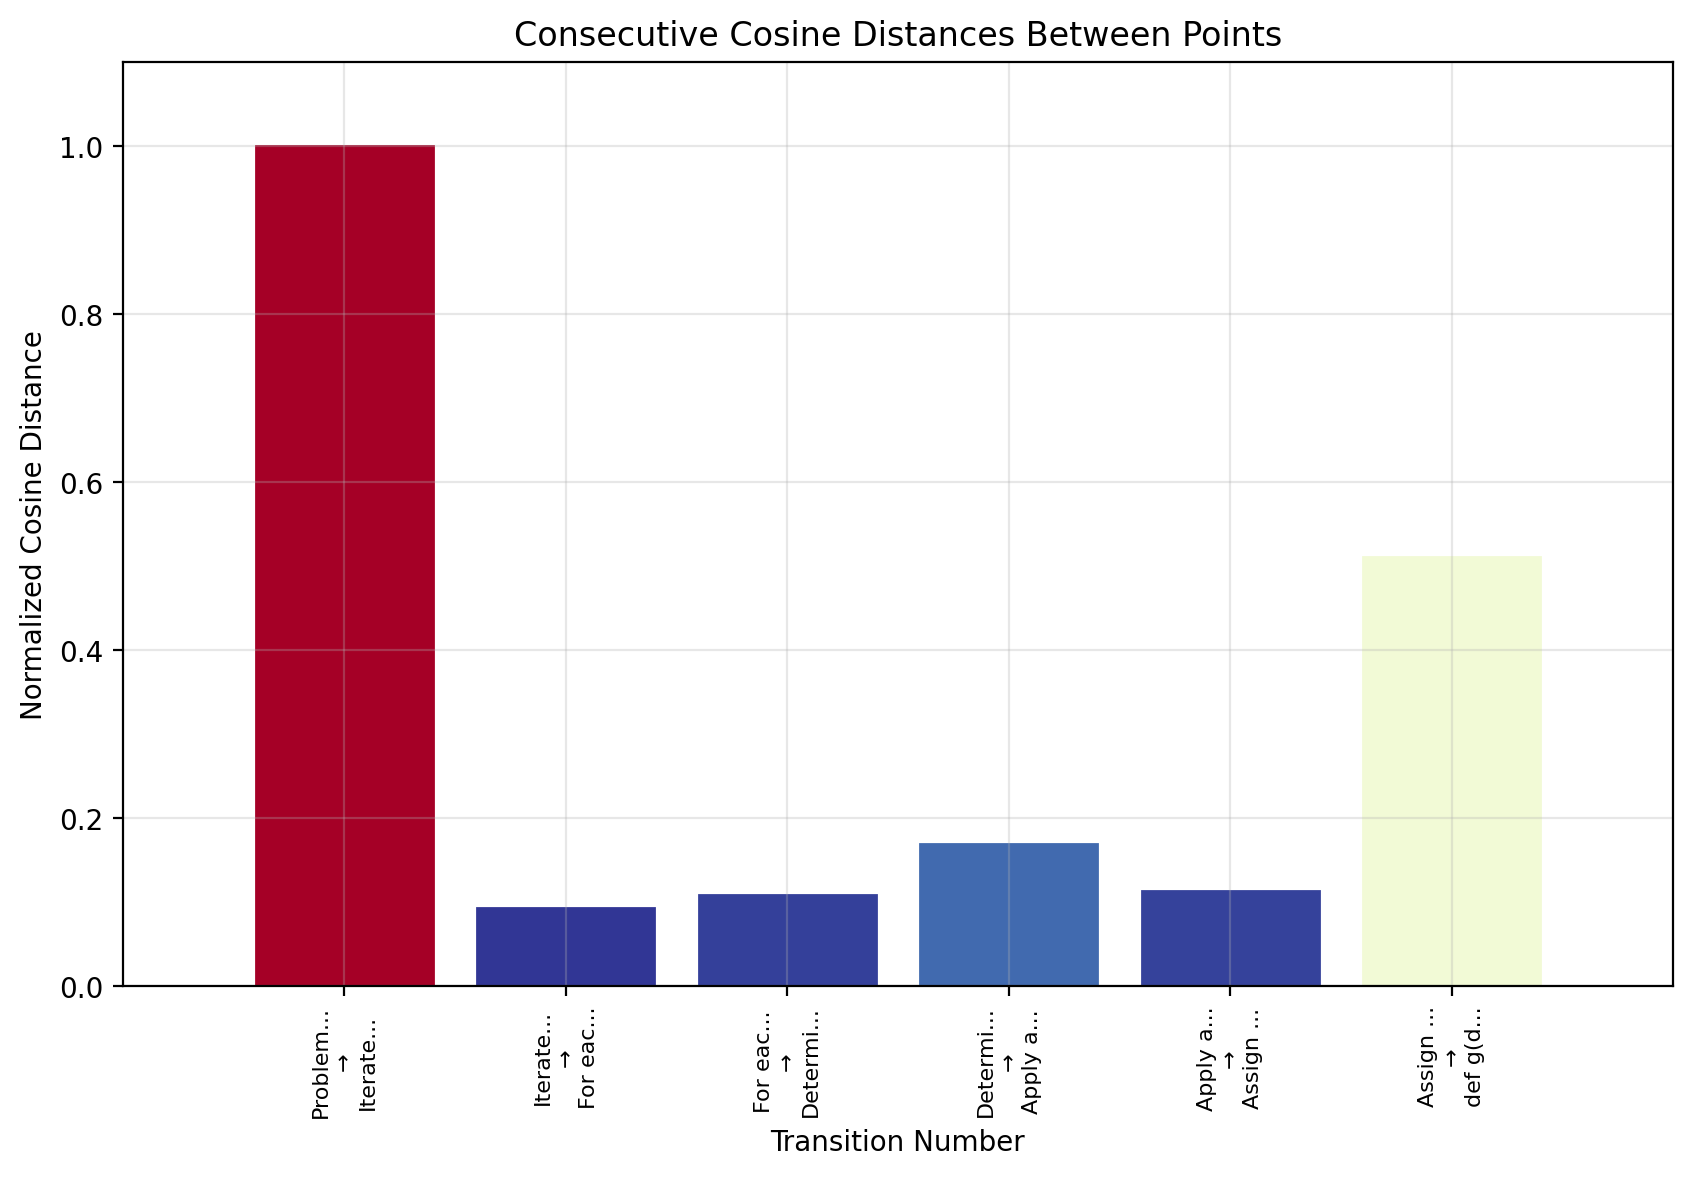 Consecutive Cosine Distances Between Points
Normalized Cosine Distance
1.0
0.8
0.6
0.4
0.2
0.0
Problem...
→
Iterate...
Iterate...
→
For eac...
For eac...
→
Determi...
Determi...
→
Apply a...
Apply a...
→
Assign ...
Assign ...
→
def g(d...
Transition Number